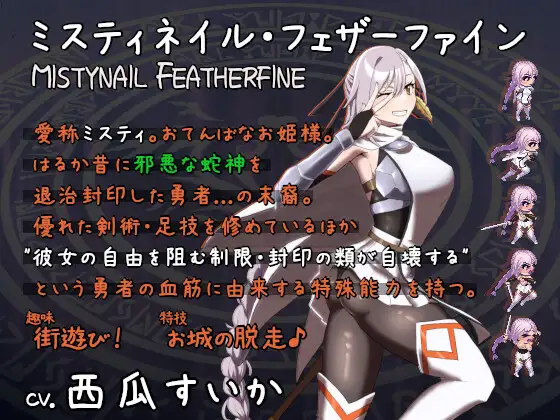 ミスティネイル・フェザーファイン
MISTYNAIL FEATHERFINE
愛称ミスティ。おてんばなお姫様。
はるか昔に邪悪な蛇神を
退治封印した勇者…の末裔。
優れた剣術・足技を修めているほか
"彼女の自由を阻む制限・封印の類が自壊する"
という勇者の血筋に由来する特殊能力を持つ。
趣味 特技
街遊び! お城の脱走♪
CV. 西瓜すいか